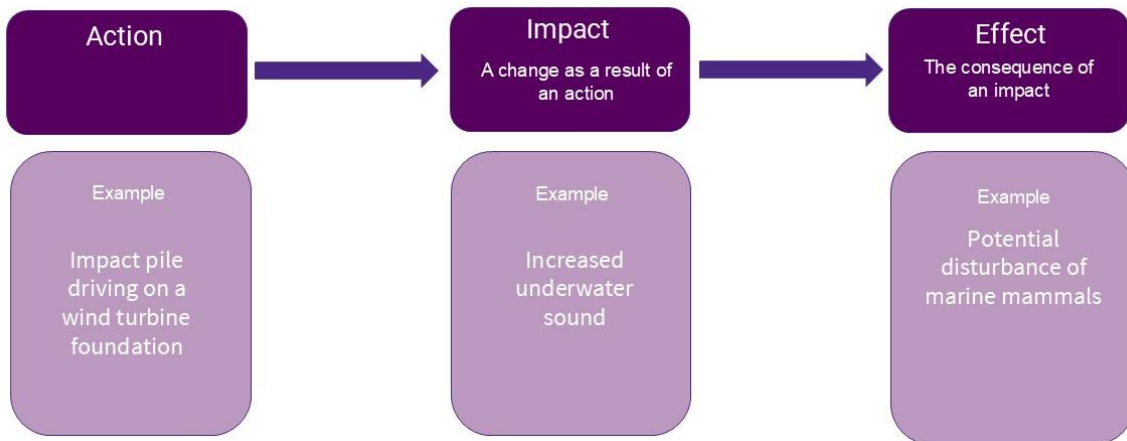 Action
Impact
A change as a result of
an action
Effect
The consequence of
an impact
Example
Impact pile
driving on a
wind turbine
foundation
Example
Increased
underwater
sound
Example
Potential
disturbance of
marine mammals